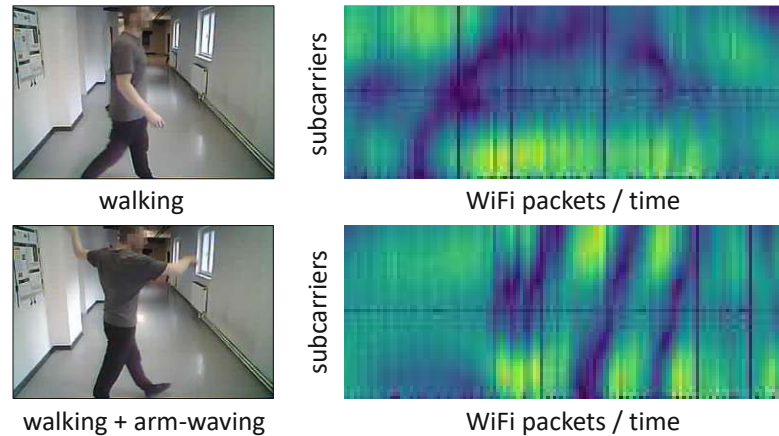 subcarriers
walking
WiFi packets / time
subcarriers
walking + arm-waving
WiFi packets / time